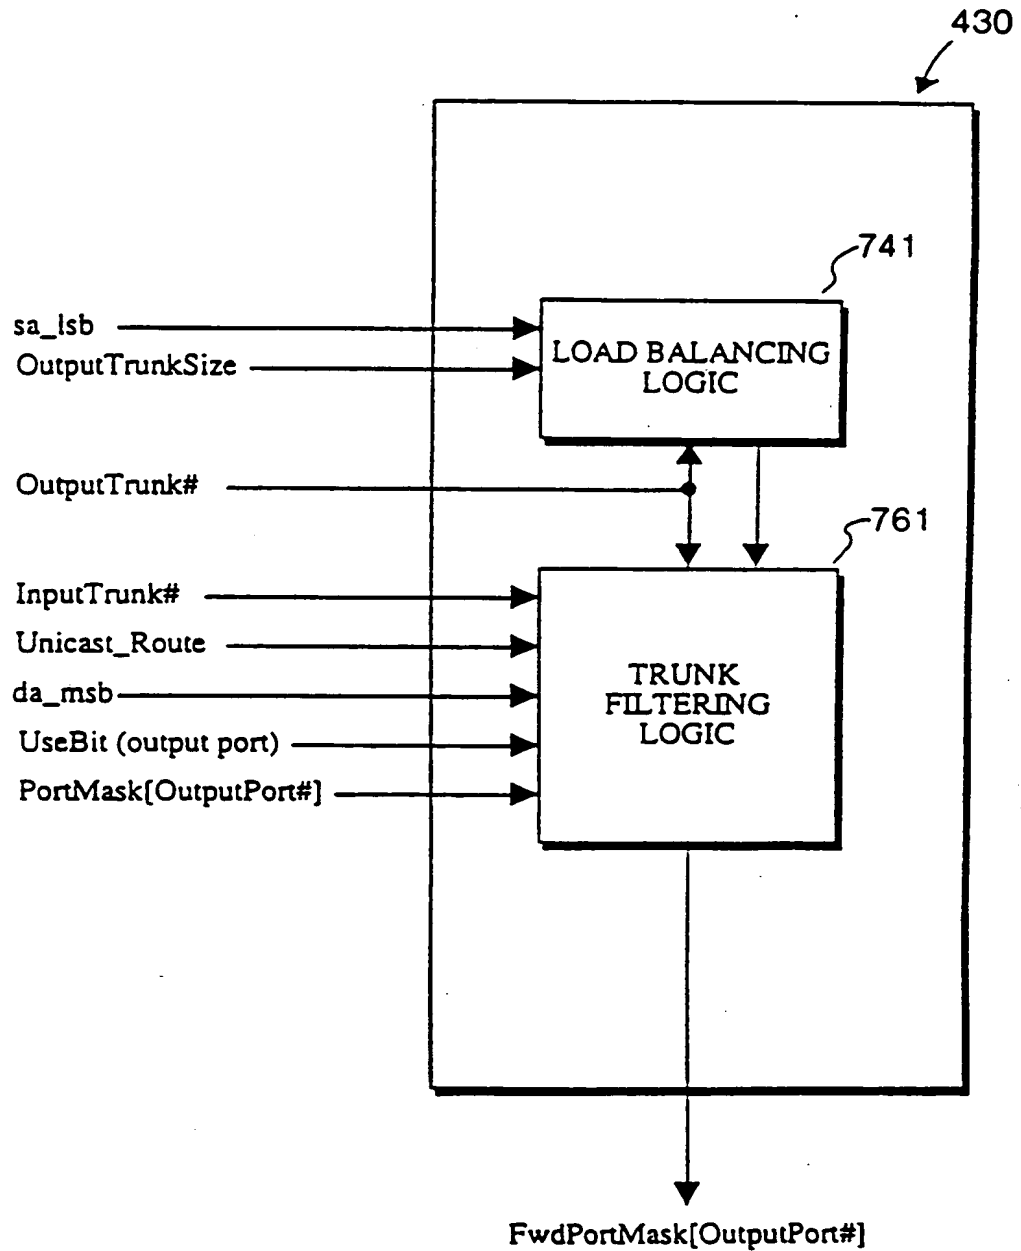 430
741
sa_lsb
OutputTrunkSize
LOAD BALANCING
LOGIC
OutputTrunk#
761
InputTrunk#
Unicast_Route
da_msb
UseBit (output port)
PortMask[OutputPort#]
TRUNK
FILTERING
LOGIC
FwdPortMask[OutputPort#]